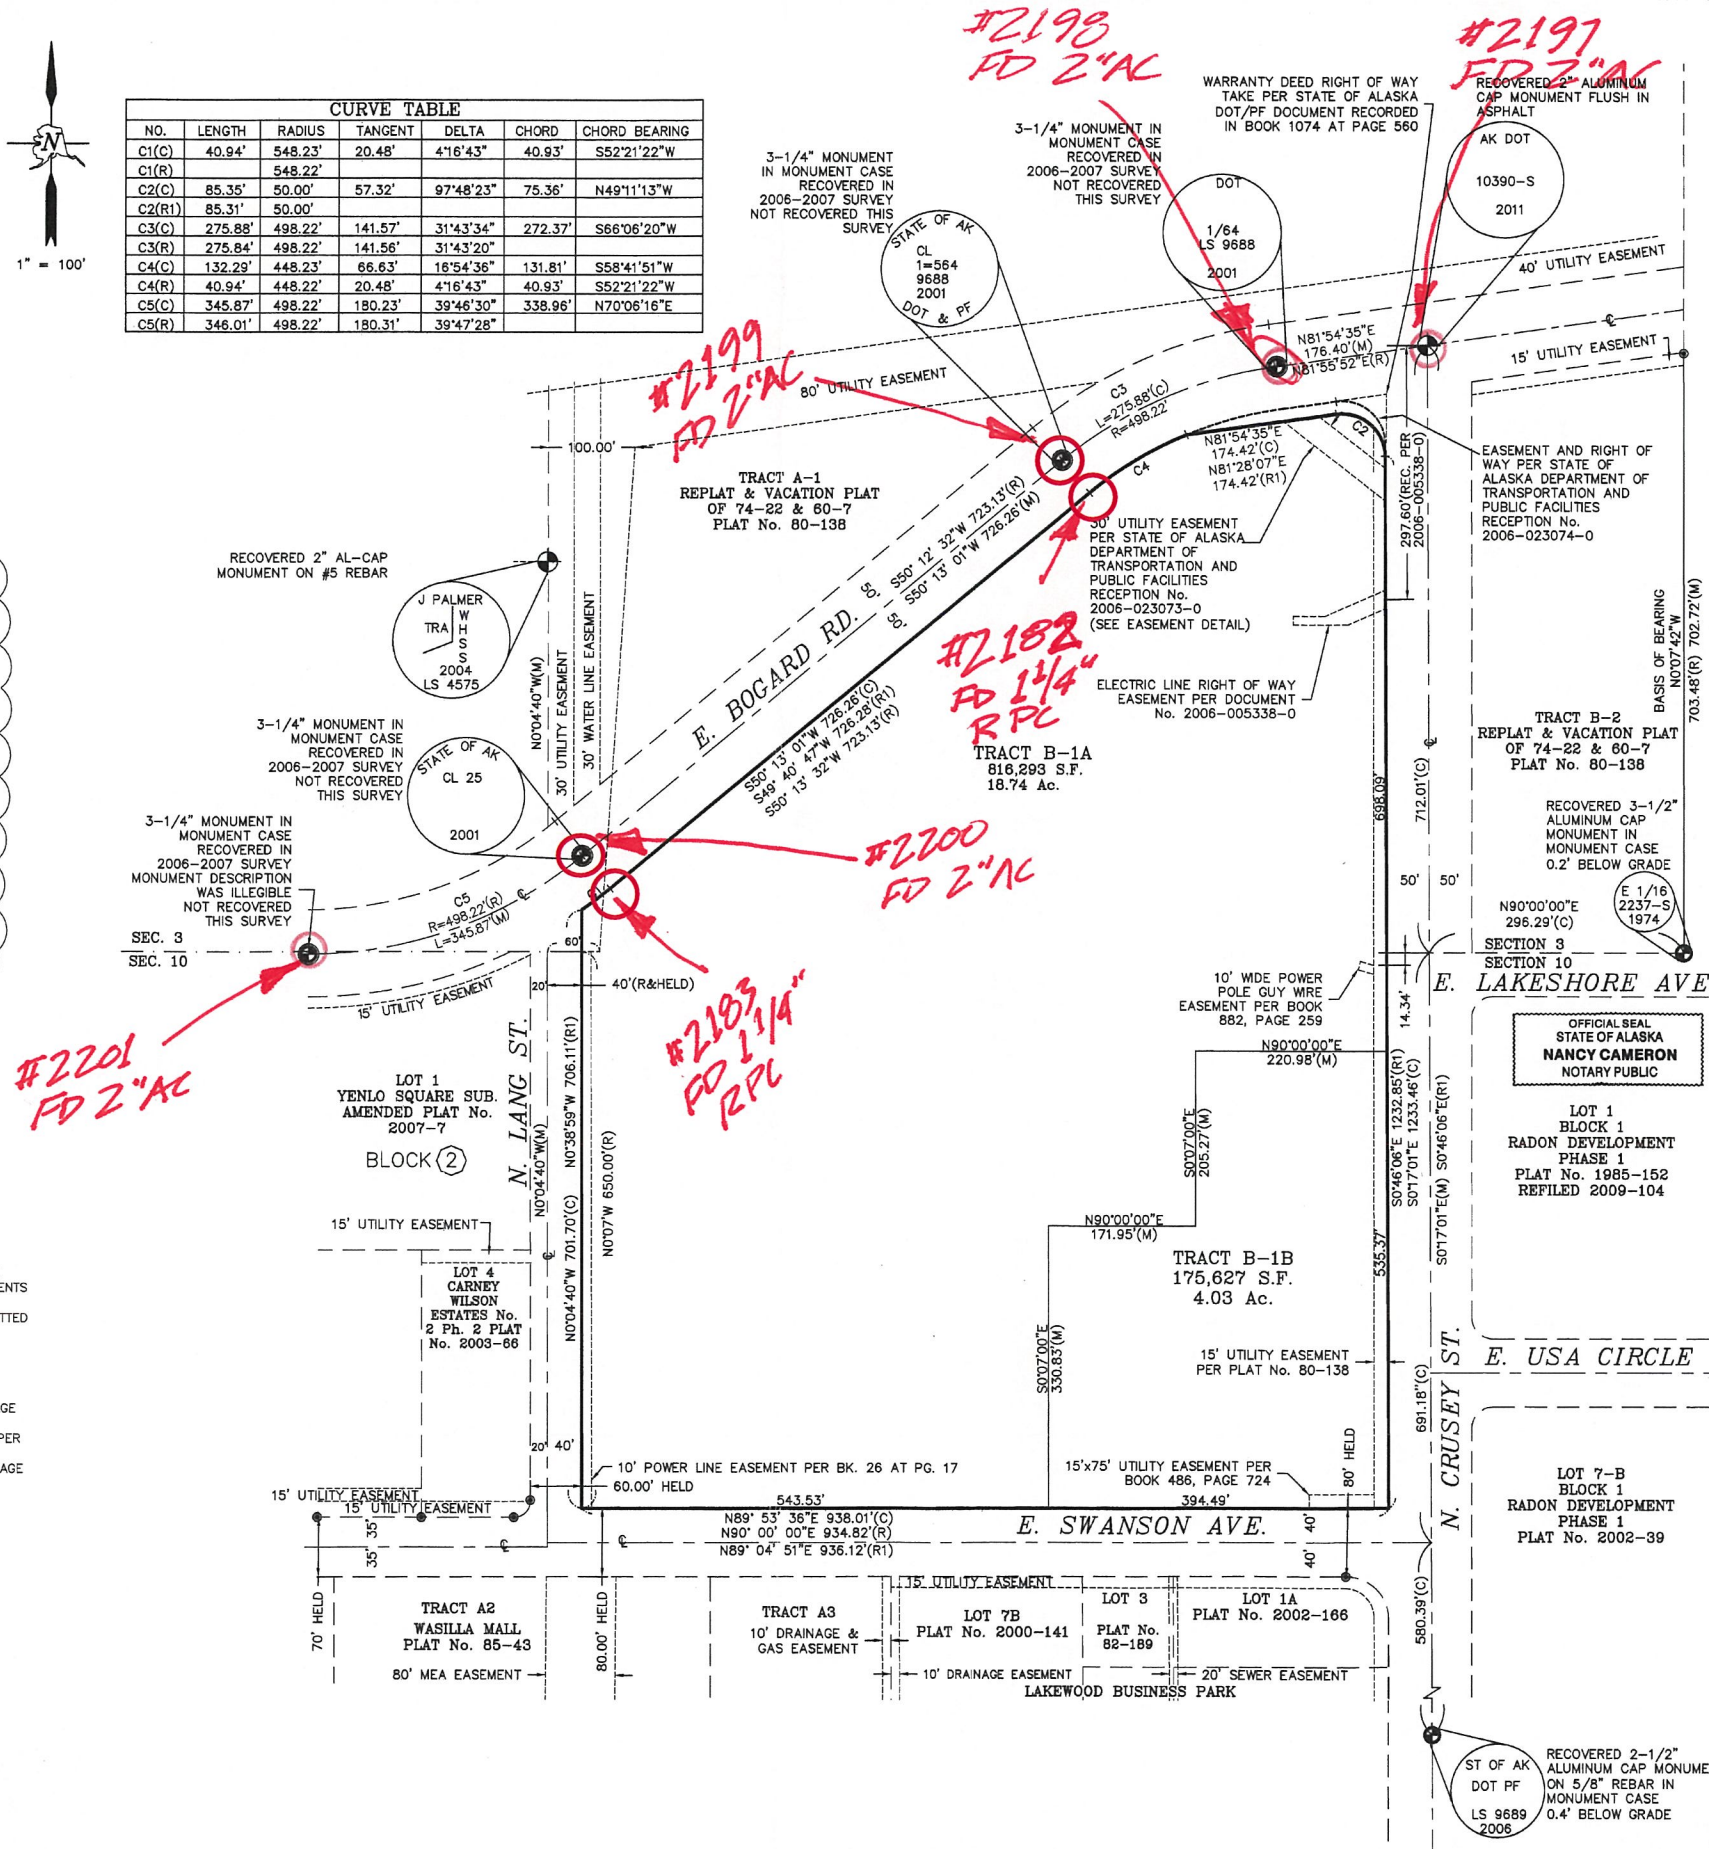 #2198
FD 2"AC
#2197
FD 2"AC
N
1" = 100'
CURVE TABLE
NO. LENGTH RADIUS TANGENT DELTA CHORD CHORD BEARING
C1(C) 40.94' 548.23' 20.48' 4°16'43" 40.93' S52°21'22"W
C1(R) 548.22'
C2(C) 85.35' 50.00' 57.32' 97°48'23" 75.36' N49°11'13"W
C2(R1) 85.31' 50.00'
C3(C) 275.88' 498.22' 141.57' 31°43'34" 272.37' S66°06'20"W
C3(R) 275.84' 498.22' 141.56' 31°43'20"
C4(C) 132.29' 448.23' 66.63' 16°54'36" 131.81' S58°41'51"W
C4(R) 40.94' 448.22' 20.48' 4°16'43" 40.93' S52°21'22"W
C5(C) 345.87' 498.22' 180.23' 39°46'30" 338.96' N70°06'16"E
C5(R) 346.01' 498.22' 180.31' 39°47'28"
WARRANTY DEED RIGHT OF WAY
TAKE PER STATE OF ALASKA
DOT/PF DOCUMENT RECORDED
IN BOOK 1074 AT PAGE 560
RECOVERED 2" ALUMINUM
CAP MONUMENT FLUSH IN
ASPHALT
AK DOT
10390-S
2011
3-1/4" MONUMENT IN
MONUMENT CASE
RECOVERED IN
2006-2007 SURVEY
NOT RECOVERED
THIS SURVEY
DOT
1/64
LS 9688
2001
3-1/4" MONUMENT
IN MONUMENT CASE
RECOVERED IN
2006-2007 SURVEY
NOT RECOVERED THIS
SURVEY
STATE OF AK
CL
1=564
9688
2001
DOT & PF
40' UTILITY EASEMENT
15' UTILITY EASEMENT
N81°54'35"E
176.40'(M)
N81°55'52"E(R)
#2199
FD 2"AC
80' UTILITY EASEMENT
C3
L=275.88'(C)
R=498.22'
C2
C4
N81°54'35"E
174.42'(C)
N81°28'07"E
174.42'(R1)
100.00'
TRACT A-1
REPLAT & VACATION PLAT
OF 74-22 & 60-7
PLAT No. 80-138
297.60'(REC. PER
2006-005338-0)
EASEMENT AND RIGHT OF
WAY PER STATE OF
ALASKA DEPARTMENT OF
TRANSPORTATION AND
PUBLIC FACILITIES
RECEPTION No.
2006-023074-0
30' UTILITY EASEMENT
PER STATE OF ALASKA
DEPARTMENT OF
TRANSPORTATION AND
PUBLIC FACILITIES
RECEPTION No.
2006-023073-0
(SEE EASEMENT DETAIL)
RECOVERED 2" AL-CAP
MONUMENT ON #5 REBAR
J PALMER
TRA
W
H
S
S
2004
LS 4575
S50° 12' 32"W 723.13'(R)
S50° 13' 01"W 726.26'(M)
50'
50'
E. BOGARD RD.
S50° 13' 01"W 726.26'(C)
S49° 40' 47"W 726.28'(R1)
S50° 13' 32"W 723.13'(R)
N0°04'40"W(M)
30' UTILITY EASEMENT
30' WATER LINE EASEMENT
#2182
FD 1 1/4"
RPC
ELECTRIC LINE RIGHT OF WAY
EASEMENT PER DOCUMENT
No. 2006-005338-0
BASIS OF BEARING
N0°07'42"W
703.48'(R) 702.72'(M)
TRACT B-2
REPLAT & VACATION PLAT
OF 74-22 & 60-7
PLAT No. 80-138
TRACT B-1A
816,293 S.F.
18.74 Ac.
698.09'
712.01'(C)
3-1/4" MONUMENT IN
MONUMENT CASE
RECOVERED IN
2006-2007 SURVEY
NOT RECOVERED
THIS SURVEY
STATE OF AK
CL 25
2001
3-1/4" MONUMENT IN
MONUMENT CASE
RECOVERED IN
2006-2007 SURVEY
MONUMENT DESCRIPTION
WAS ILLEGIBLE
NOT RECOVERED
THIS SURVEY
#2200
FD 2"AC
RECOVERED 3-1/2"
ALUMINUM CAP
MONUMENT IN
MONUMENT CASE
0.2' BELOW GRADE
E 1/16
2237-S
1974
50' 50'
N90°00'00"E
296.29'(C)
C5
R=498.22'(R)
L=345.87'(M)
C1
SEC. 3
SEC. 10
SECTION 3
SECTION 10
E. LAKESHORE AVE
60'
20'
40'(R&HELD)
15' UTILITY EASEMENT
10' WIDE POWER
POLE GUY WIRE
EASEMENT PER BOOK
882, PAGE 259
14.34'
#2183
FD 1 1/4"
RPC
#2201
FD 2"AC
OFFICIAL SEAL
STATE OF ALASKA
NANCY CAMERON
NOTARY PUBLIC
N90°00'00"E
220.98'(M)
LOT 1
YENLO SQUARE SUB.
AMENDED PLAT No.
2007-7
BLOCK 2
N. LANG ST.
N0°04'40"W(M)
N0°38'59"W 706.11'(R1)
N0°04'40"W 701.70'(C)
N0°07'W 650.00'(R)
S0°07'00"E
205.27'(M)
S0°46'06"E 1232.85'(R1)
S0°17'01"E 1233.46'(C)
S0°17'01"E(M) S0°46'06"E(R1)
LOT 1
BLOCK 1
RADON DEVELOPMENT
PHASE 1
PLAT No. 1985-152
REFILED 2009-104
15' UTILITY EASEMENT
N90°00'00"E
171.95'(M)
TRACT B-1B
175,627 S.F.
4.03 Ac.
535.37'
LOT 4
CARNEY
WILSON
ESTATES No.
2 Ph. 2 PLAT
No. 2003-66
ENTS
TTED
S0°07'00"E
330.83'(M)
15' UTILITY EASEMENT
PER PLAT No. 80-138
N. CRUSEY ST.
E. USA CIRCLE
GE
PER
AGE
691.18'(C)
20' 40'
10' POWER LINE EASEMENT PER BK. 26 AT PG. 17
60.00' HELD
15'x75' UTILITY EASEMENT PER
BOOK 486, PAGE 724
80' HELD
LOT 7-B
BLOCK 1
RADON DEVELOPMENT
PHASE 1
PLAT No. 2002-39
15' UTILITY EASEMENT
15' UTILITY EASEMENT
543.53'
394.49'
N89° 53' 36"E 938.01'(C)
N90° 00' 00"E 934.82'(R)
N89° 04' 51"E 936.12'(R1)
E. SWANSON AVE.
35'
35'
40'
40'
70' HELD
80.00' HELD
580.39'(C)
15' UTILITY EASEMENT
TRACT A2
WASILLA MALL
PLAT No. 85-43
80' MEA EASEMENT
TRACT A3
10' DRAINAGE &
GAS EASEMENT
LOT 7B
PLAT No. 2000-141
10' DRAINAGE EASEMENT
LOT 3
PLAT No.
82-189
LOT 1A
PLAT No. 2002-166
20' SEWER EASEMENT
LAKEWOOD BUSINESS PARK
ST OF AK
DOT PF
LS 9689
2006
RECOVERED 2-1/2"
ALUMINUM CAP MONUME
ON 5/8" REBAR IN
MONUMENT CASE
0.4' BELOW GRADE